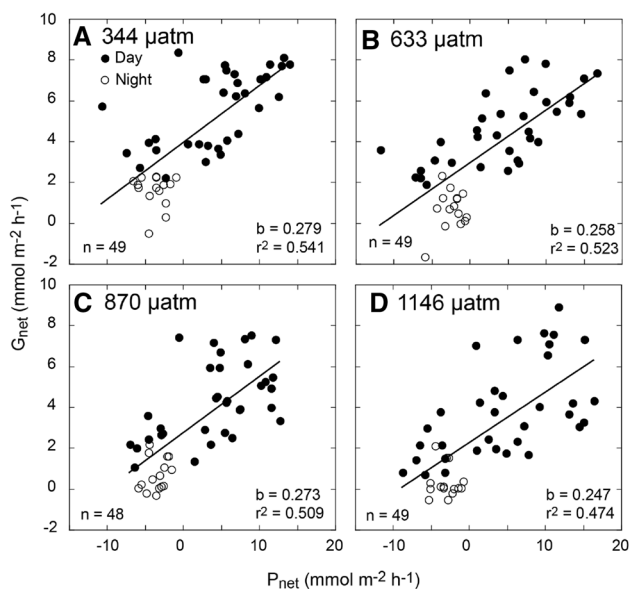 A 344 µatm
Day
Night
b = 0.279
r2 = 0.541
n = 49
10
8
6
4
2
0
-2
B 633 µatm
b = 0.258
r2 = 0.523
n = 49
Gnet (mmol m-2 h-1)
C 870 µatm
b = 0.273
r2 = 0.509
n = 48
10
8
6
4
2
0
-2
-10 0 10 20
D 1146 µatm
b = 0.247
r2 = 0.474
n = 49
-10 0 10 20
Pnet (mmol m-2 h-1)